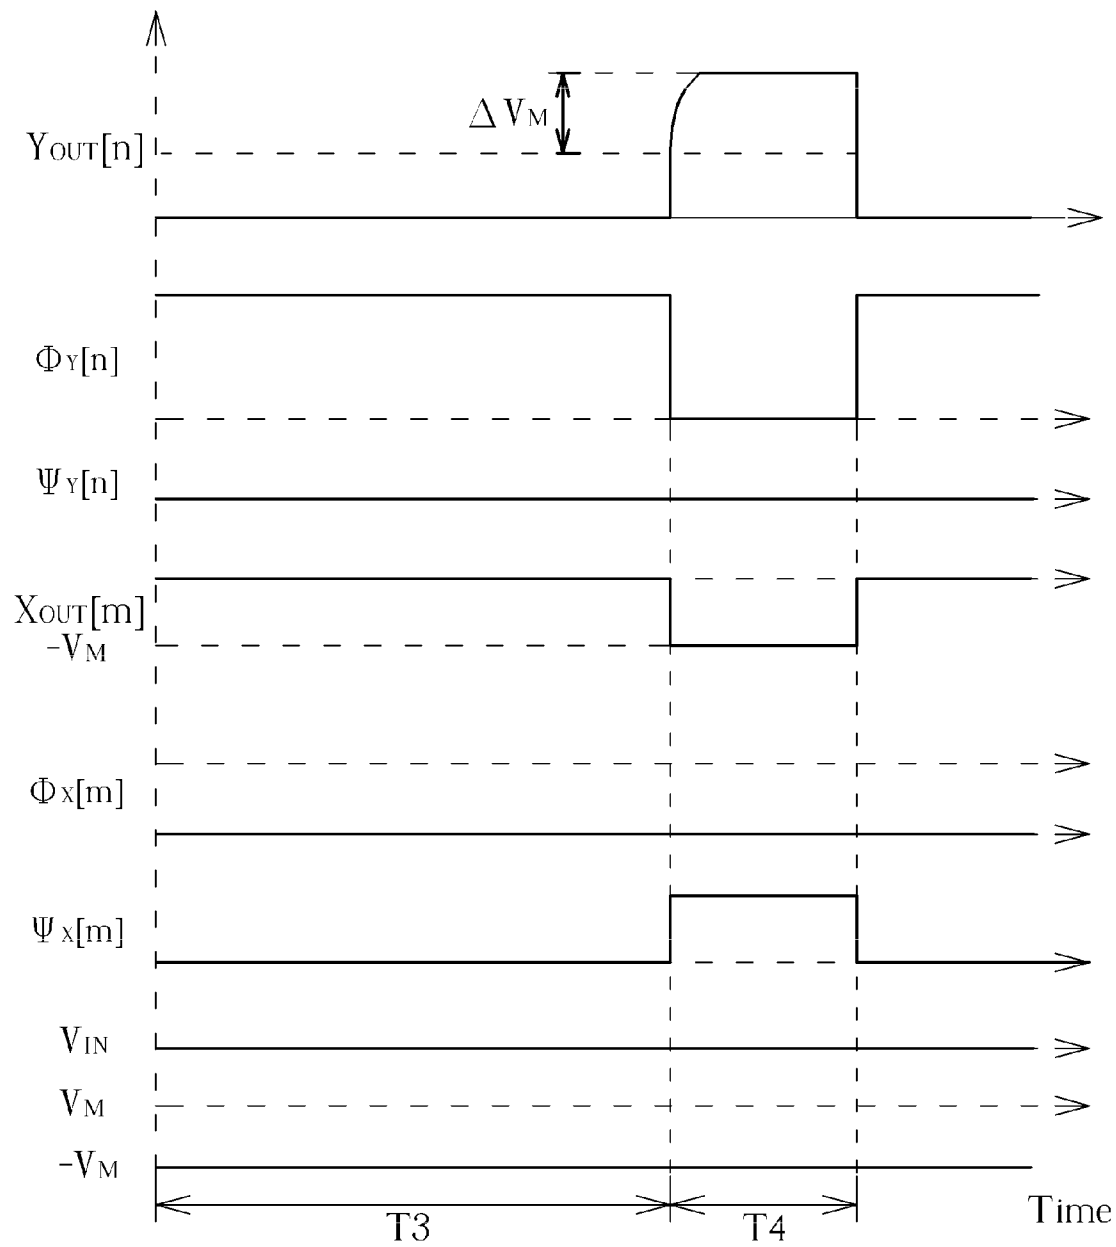 ΔVM
YOUT[n]
ΦY[n]
ΨY[n]
XOUT[m]
-VM
ΦX[m]
ΨX[m]
VIN
VM
-VM
T3
T4
Time